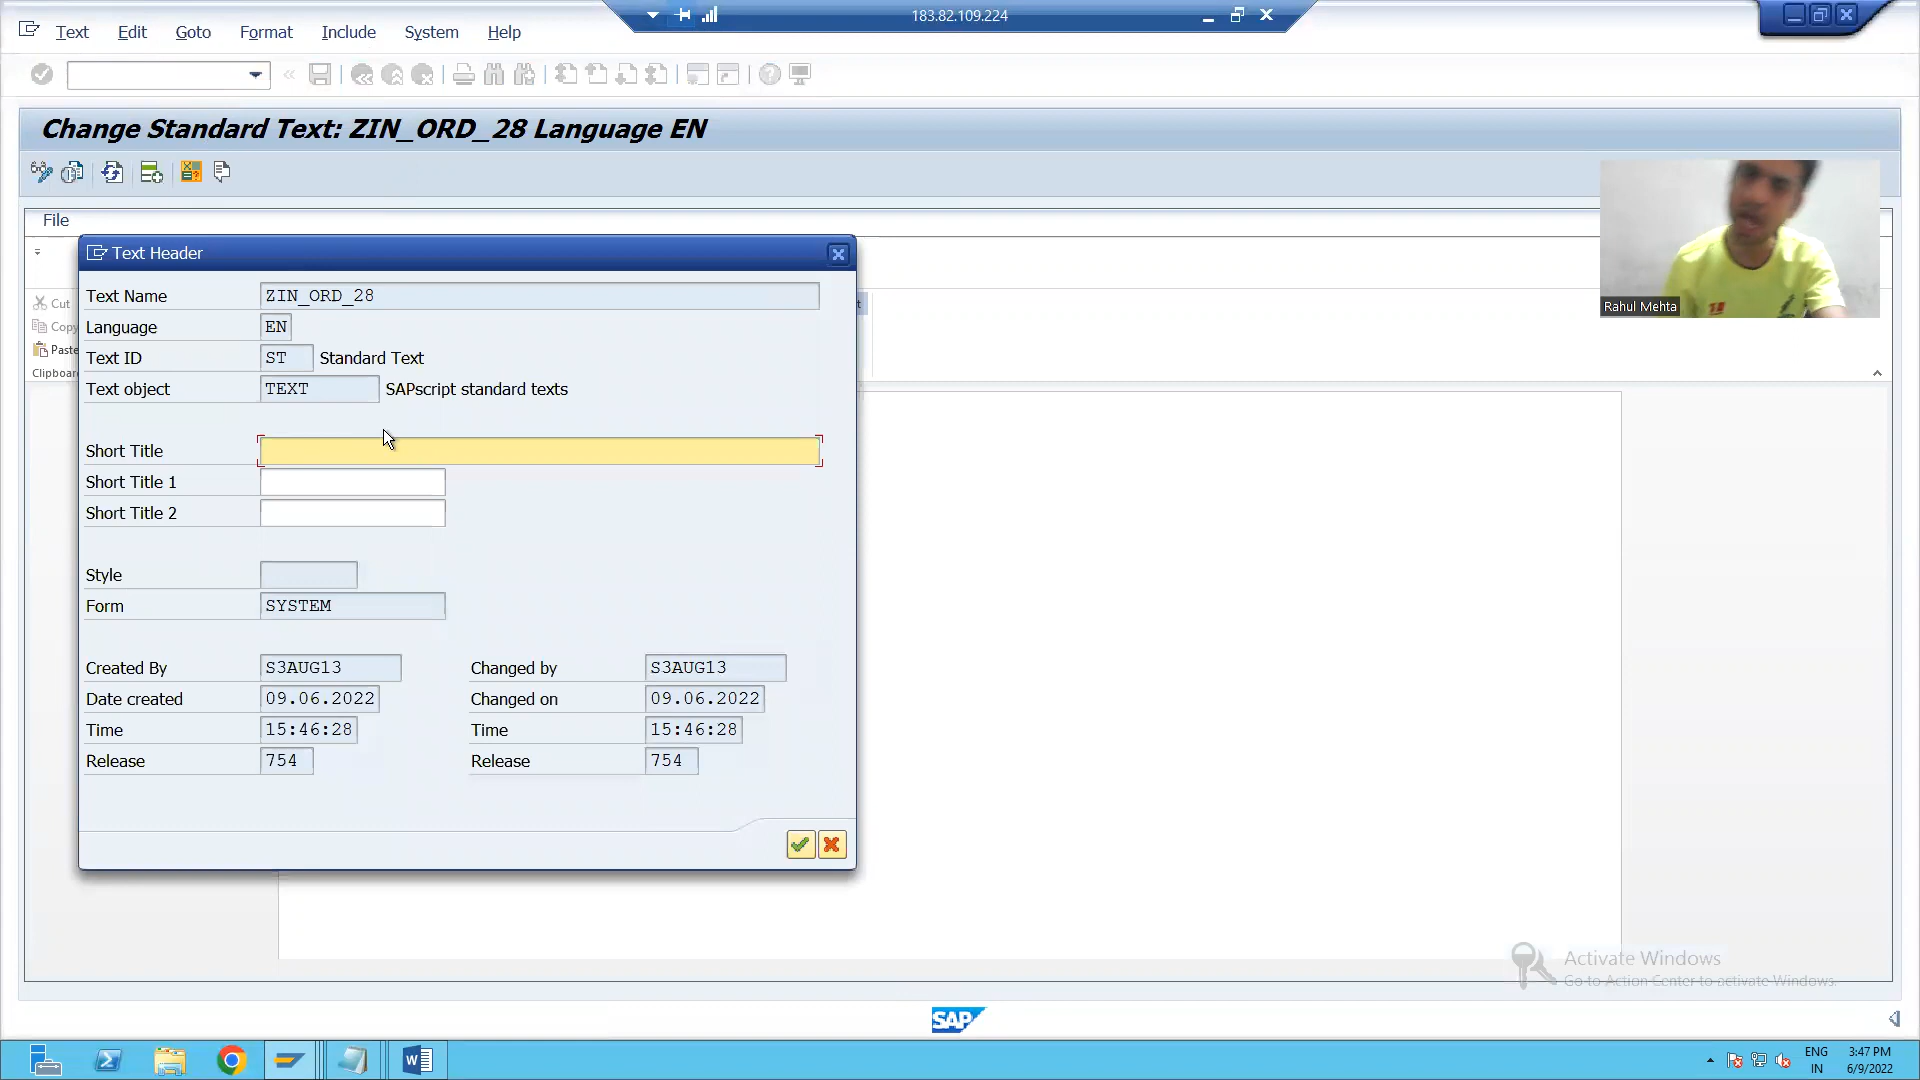 183.82.109.224
Text Edit Goto Format Include System Help
Change Standard Text: ZIN_ORD_28 Language EN
File
Text Header
Cut
Copy
Paste
Clipboard
Text Name ZIN_ORD_28
Language EN
Text ID ST Standard Text
Text object TEXT SAPscript standard texts
Short Title
Short Title 1
Short Title 2
Style
Form SYSTEM
Created By S3AUG13 Changed by S3AUG13
Date created 09.06.2022 Changed on 09.06.2022
Time 15:46:28 Time 15:46:28
Release 754 Release 754
Rahul Mehta
Activate Windows
Go to Action Center to activate Windows.
SAP
ENG 3:47 PM
IN 6/9/2022